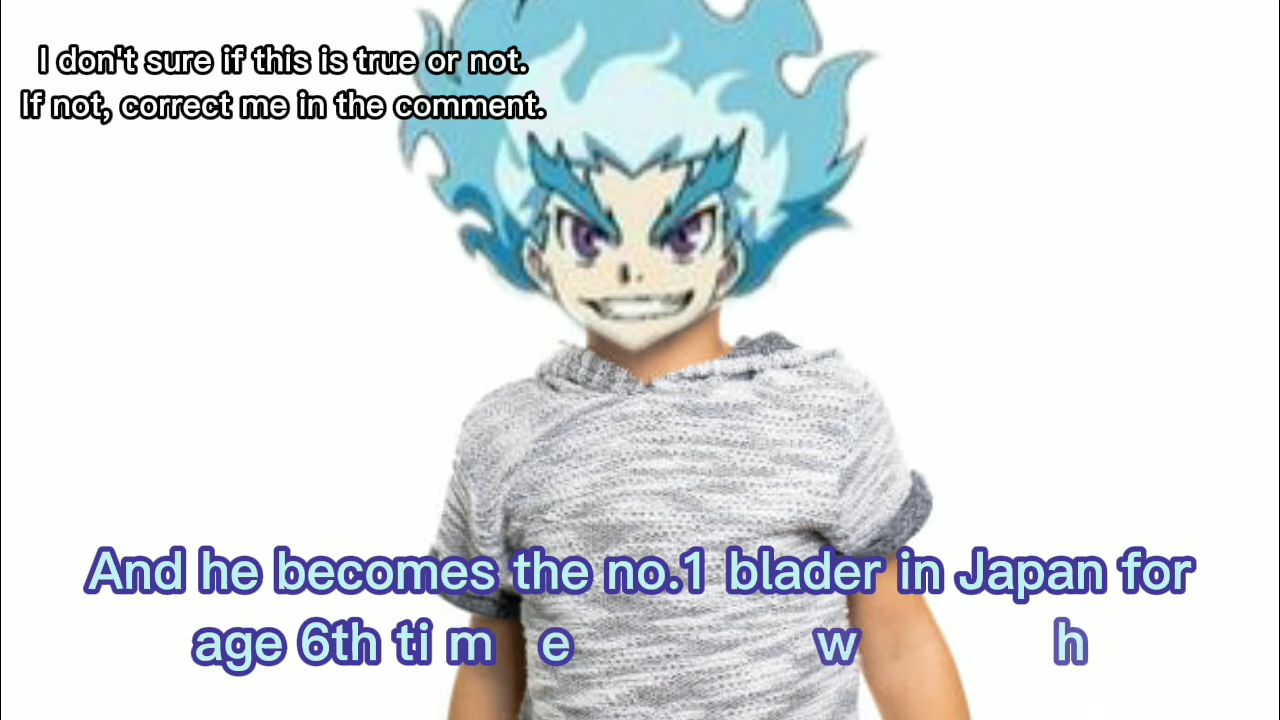 I don't sure if this is true or not.
If not, correct me in the comment.
And he becomes the no.1 blader in Japan for
age 6th ti m e w h